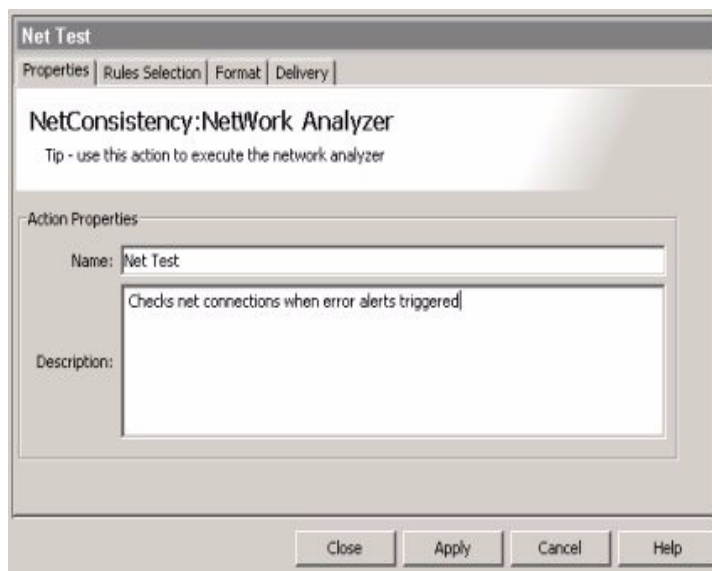 Net Test
Properties Rules Selection Format Delivery
NetConsistency:NetWork Analyzer
Tip - use this action to execute the network analyzer
Action Properties
Name: Net Test
Checks net connections when error alerts triggered
Description:
Close Apply Cancel Help